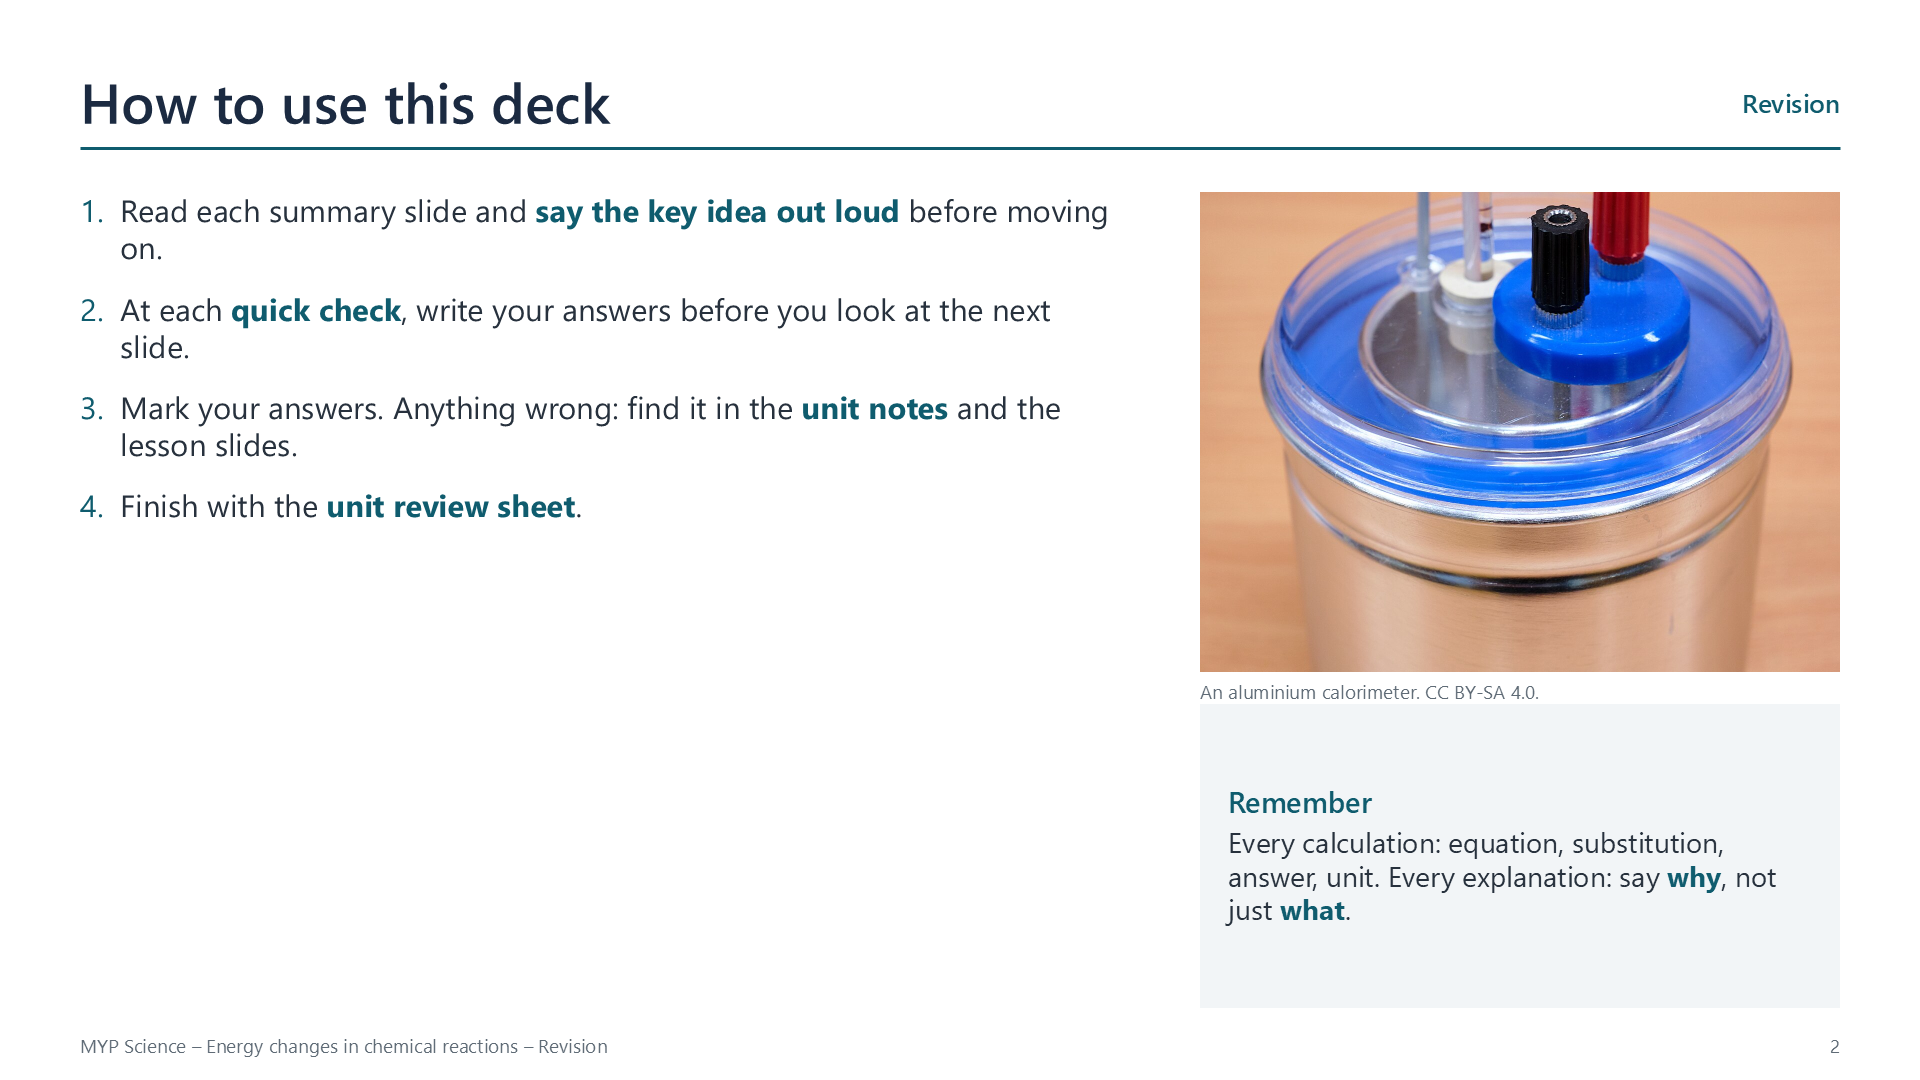 How to use this deck
Revision
1. Read each summary slide and say the key idea out loud before moving
on.
2. At each quick check, write your answers before you look at the next
slide.
3. Mark your answers. Anything wrong: find it in the unit notes and the
lesson slides.
4. Finish with the unit review sheet.
An aluminium calorimeter. CC BY-SA 4.0.
Remember
Every calculation: equation, substitution,
answer, unit. Every explanation: say why, not
just what.
MYP Science – Energy changes in chemical reactions – Revision
2